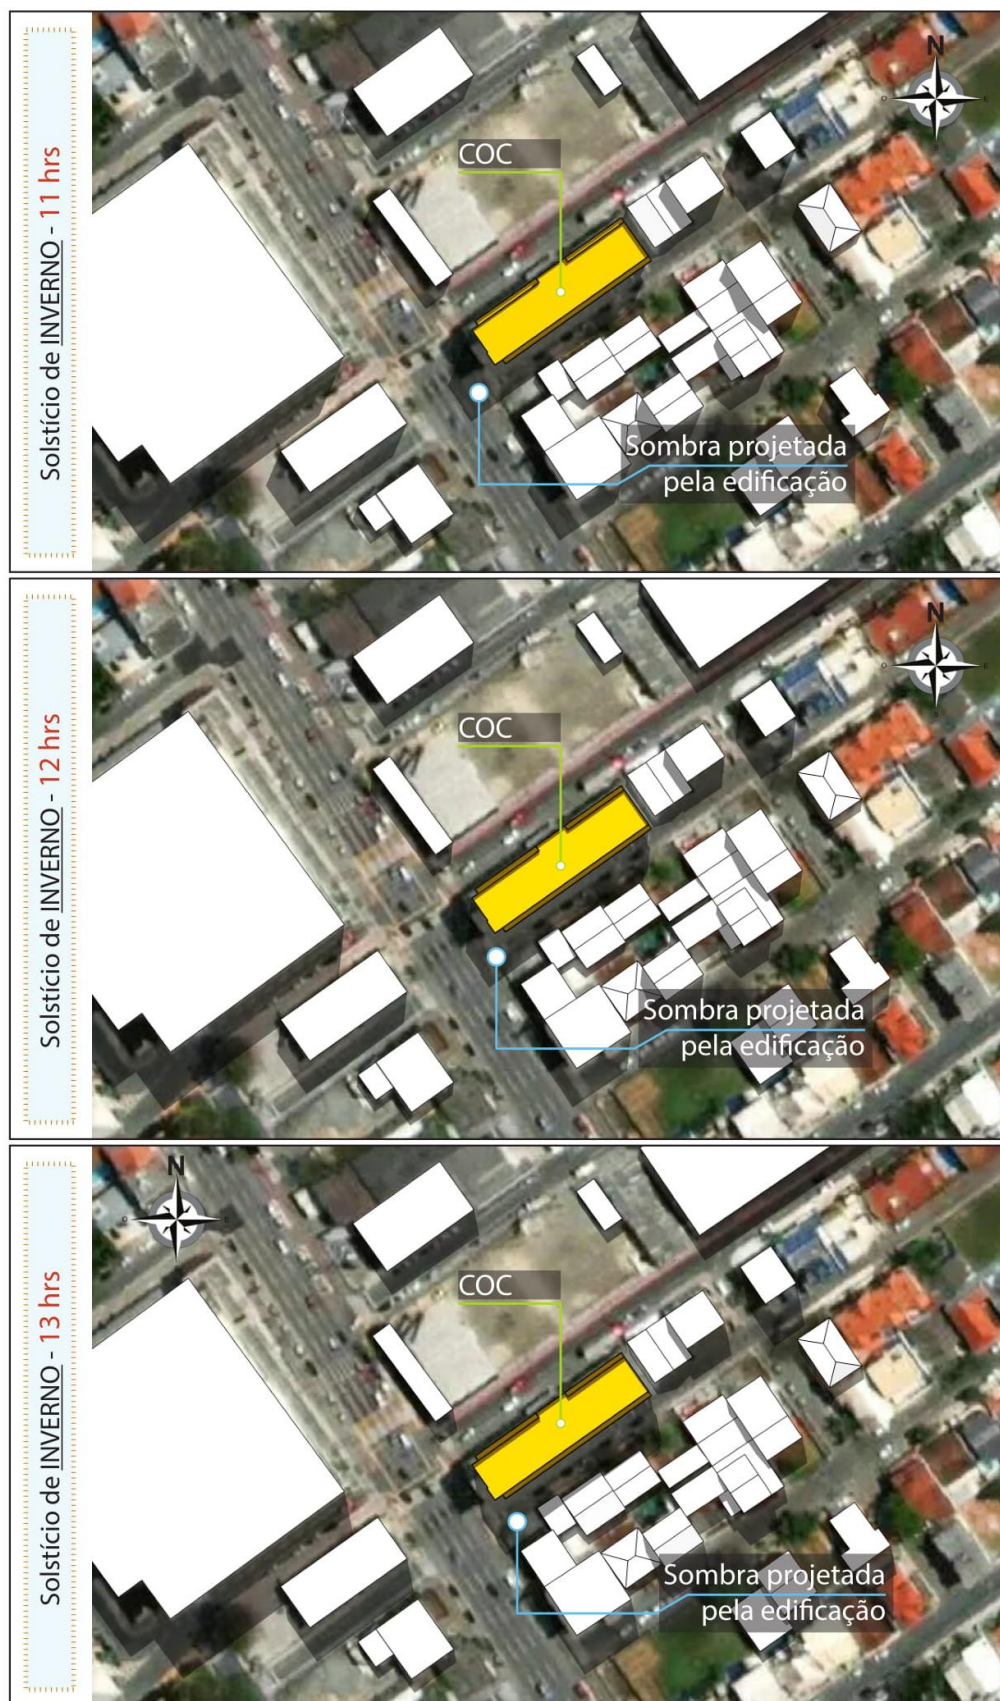 Solstício de INVERNO - 11 hrs
N
COC
Sombra projetada
pela edificação
Solstício de INVERNO - 12 hrs
N
COC
Sombra projetada
pela edificação
Solstício de INVERNO - 13 hrs
N
COC
Sombra projetada
pela edificação